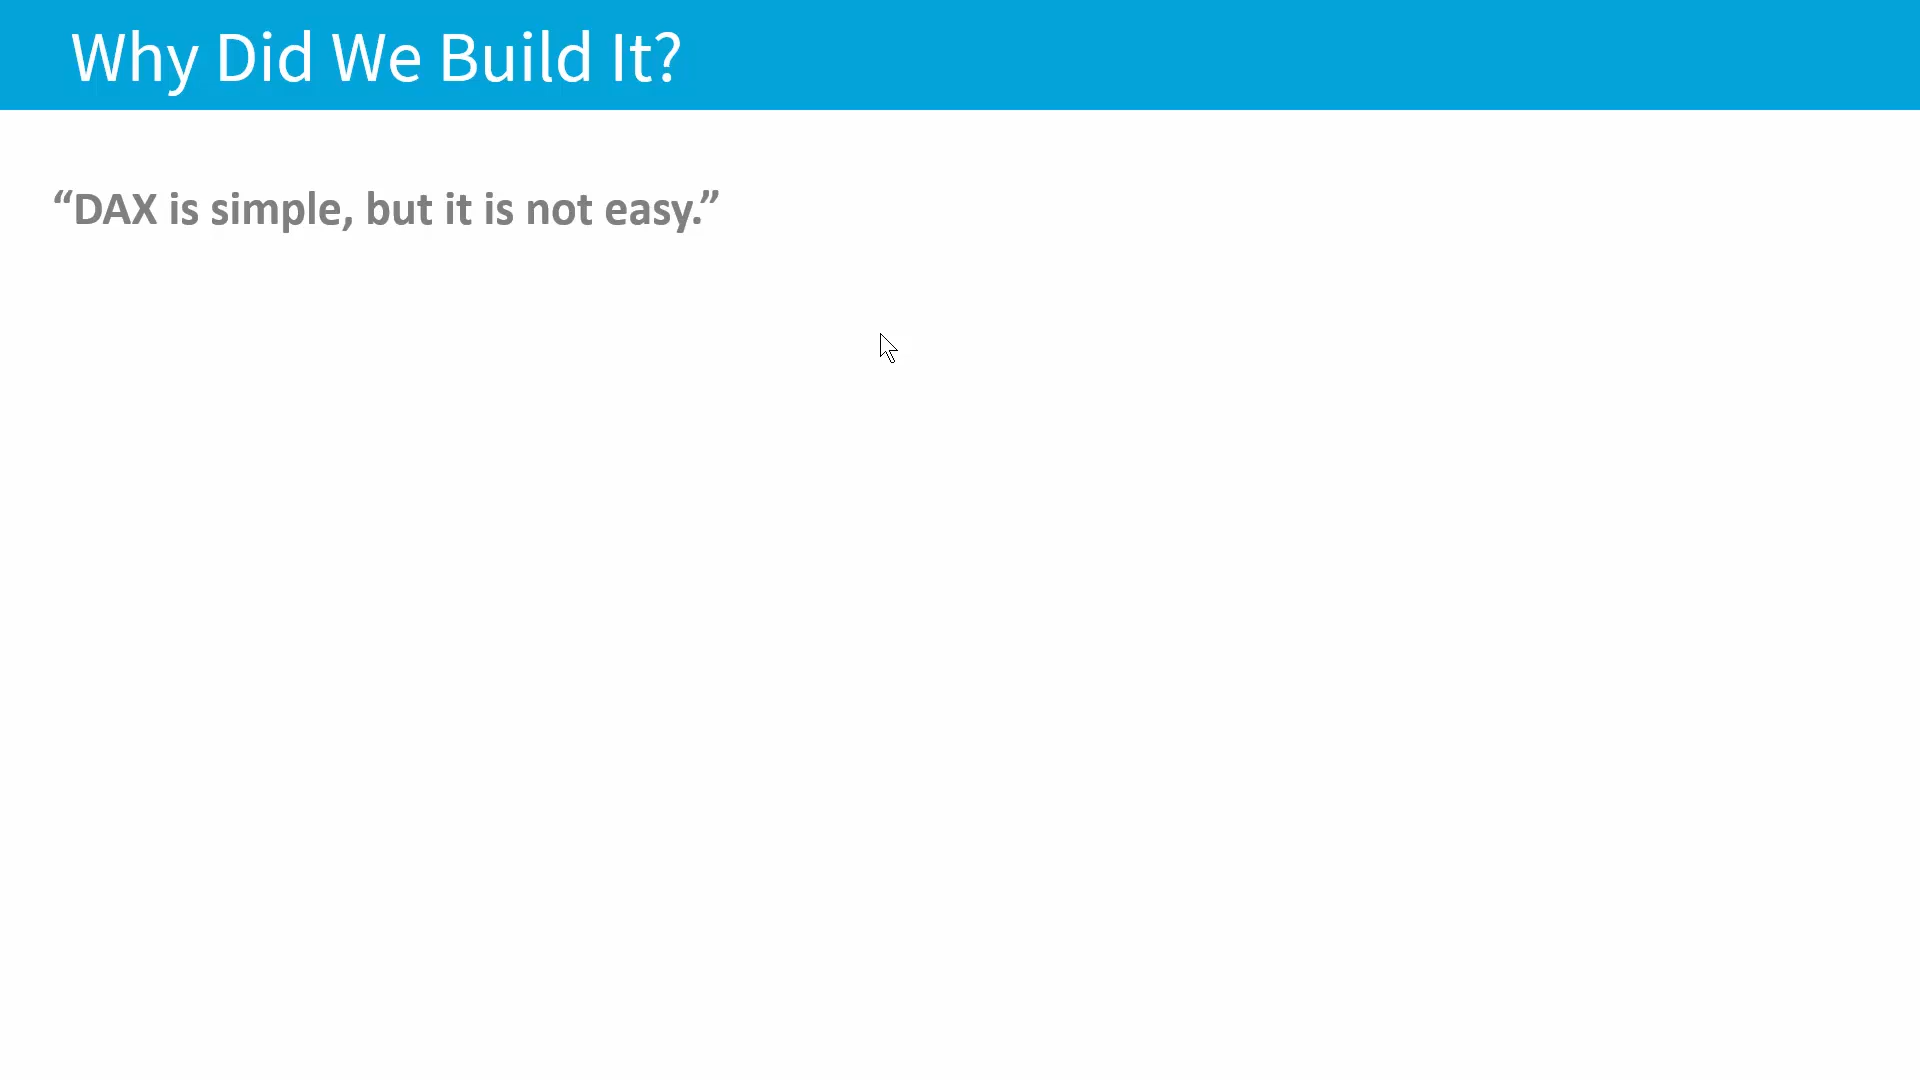 Why Did We Build It?
“DAX is simple, but it is not easy.”